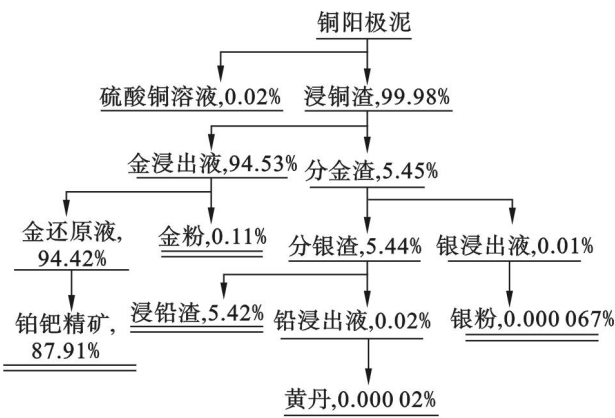 铜阳极泥
硫酸铜溶液,0.02%
浸铜渣,99.98%
金浸出液,94.53%
分金渣,5.45%
金还原液,
94.42%
金粉,0.11%
分银渣,5.44%
银浸出液,0.01%
铂钯精矿,
87.91%
浸铅渣,5.42%
铅浸出液,0.02%
银粉,0.000 067%
黄丹,0.000 02%